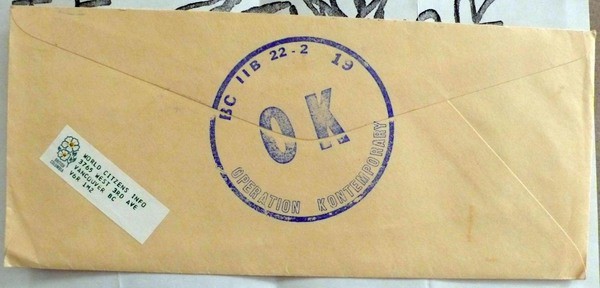 BC IIB 22-2 19
OK
OPERATION KONTEMPORARY
WORLD CITIZENS INFO
3765 WEST 3RD AVE
VANCOUVER BC
V6R 1M2